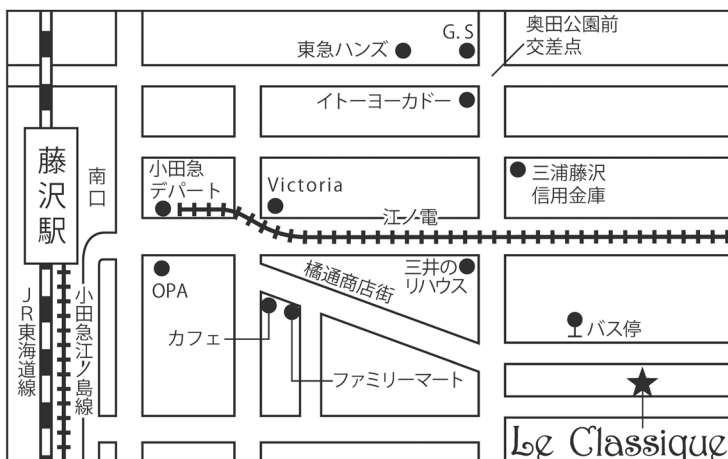 G.S
奥田公園前
交差点
東急ハンズ
イトーヨーカドー
藤沢駅
南口
小田急
デパート
Victoria
三浦藤沢
信用金庫
江ノ電
OPA
橘通商店街
三井の
リハウス
JR東海道線
小田急江ノ島線
カフェ
バス停
ファミリーマート
Le Classique